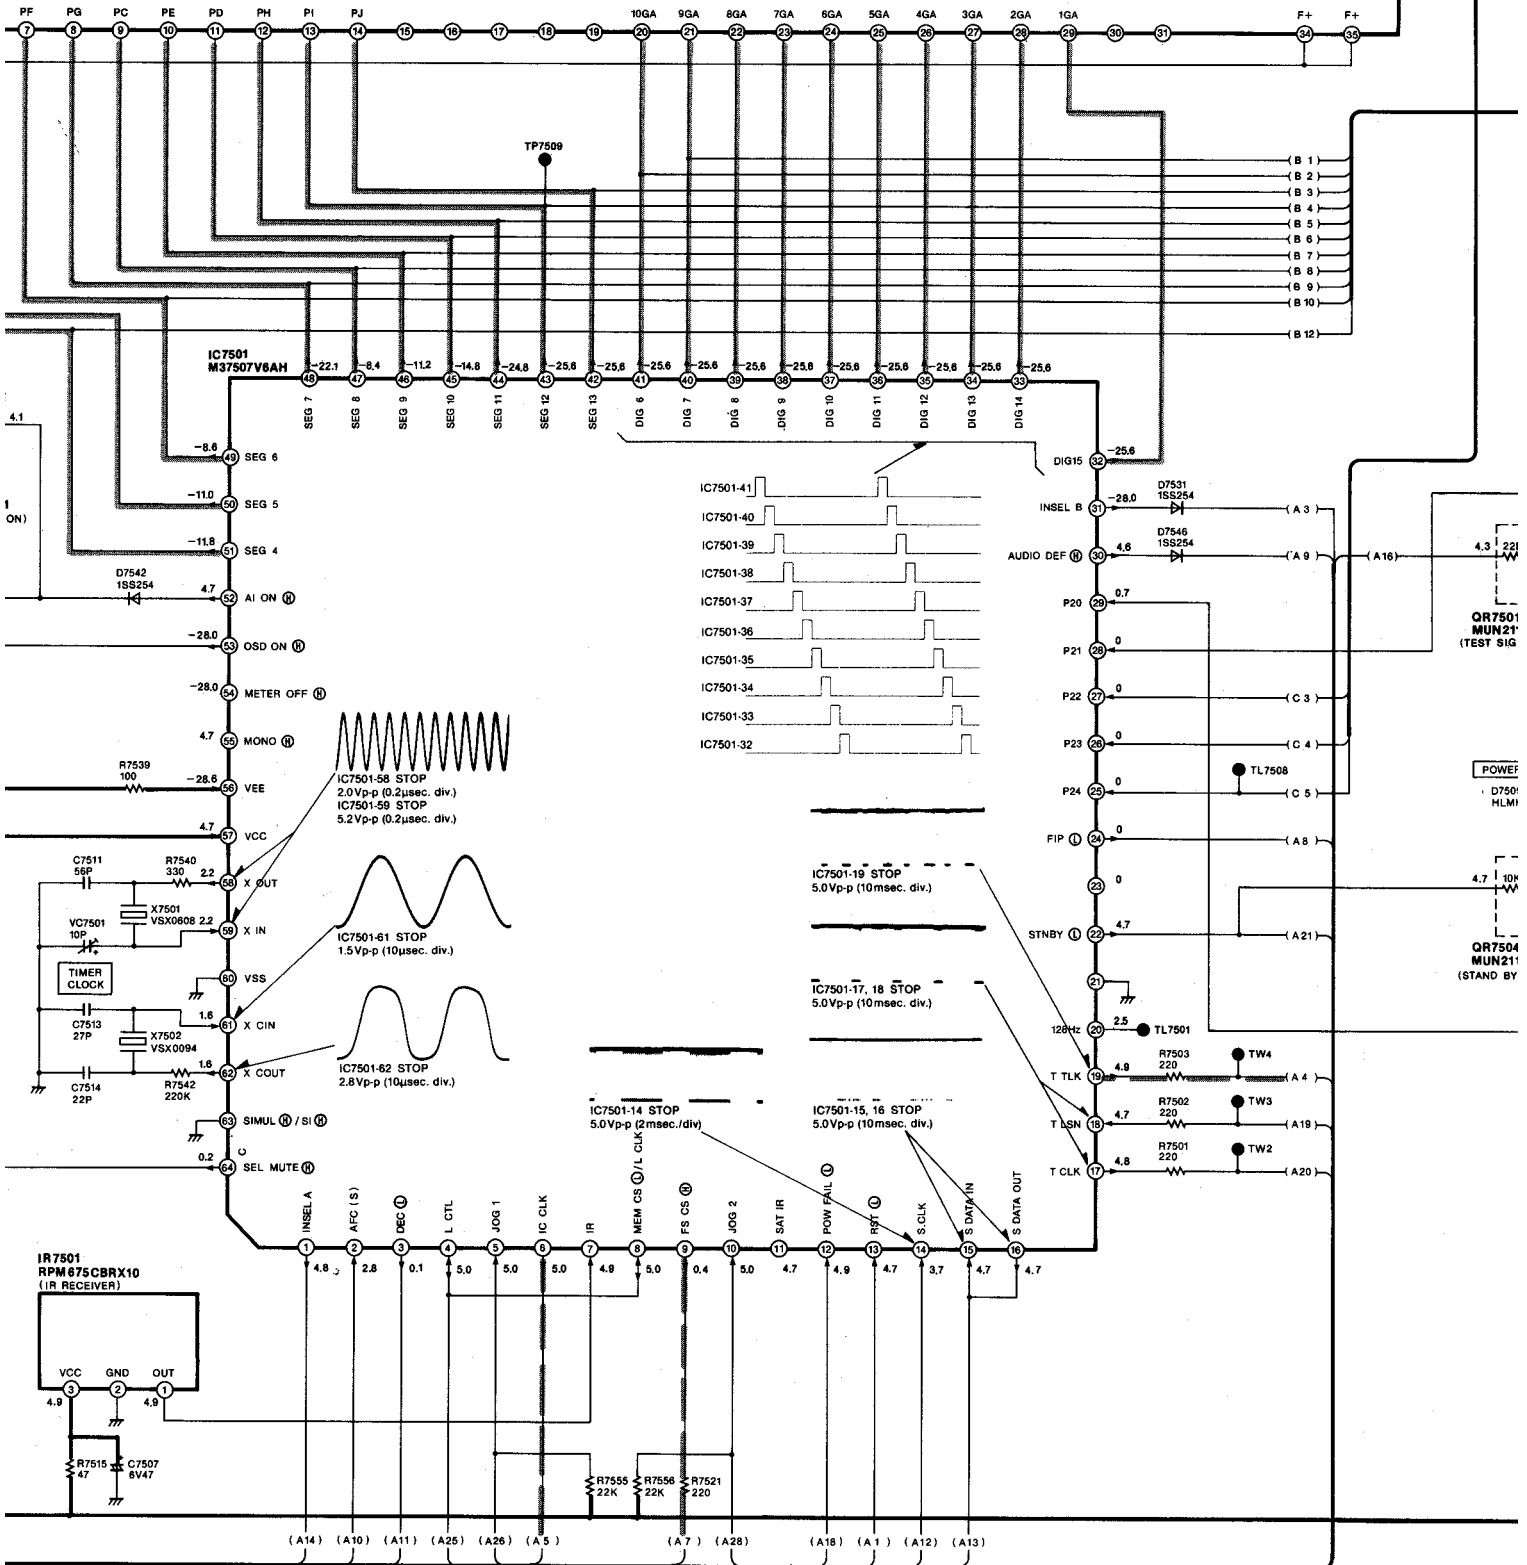 PF PG PC PE PD PH PI PJ 10GA 9GA 8GA 7GA 6GA 5GA 4GA 3GA 2GA 1GA F+ F+
7 8 9 10 11 12 13 14 15 16 17 18 19 20 21 22 23 24 25 26 27 28 29 30 31 34 35
TP7509
(B 1)
(B 2)
(B 3)
(B 4)
(B 5)
(B 6)
(B 7)
(B 8)
(B 9)
(B 10)
(B 12)
IC7501
M37507V6AH
-22.1 -8.4 -11.2 -14.8 -24.8 -25.6 -25.6 -25.6 -25.6 -25.6 -25.6 -25.6 -25.6 -25.6 -25.6 -25.6
48 47 46 45 44 43 42 41 40 39 38 37 36 35 34 33
SEG 7 SEG 8 SEG 9 SEG 10 SEG 11 SEG 12 SEG 13 DIG 6 DIG 7 DIG 8 DIG 9 DIG 10 DIG 11 DIG 12 DIG 13 DIG 14
4.1
ON)
-8.6 49 SEG 6
-11.0 50 SEG 5
-11.8 51 SEG 4
D7542
1SS254
4.7 52 AI ON Ⓗ
-28.0 53 OSD ON Ⓗ
-28.0 54 METER OFF Ⓗ
4.7 55 MONO Ⓗ
R7539
100
-28.6 56 VEE
4.7 57 VCC
C7511
56P
R7540
330
2.2 58 X OUT
X7501
VSX0608
VC7501
10P
2.2 59 X IN
TIMER
CLOCK
60 VSS
C7513
27P
1.6 61 X CIN
X7502
VSX0094
C7514
22P
R7542
220K
1.6 62 X COUT
63 SIMUL Ⓗ / SI Ⓗ
0.2 64 SEL MUTE Ⓗ
C
DIG15 32 -25.6
INSEL B 31 -28.0
D7531
1SS254
(A 3)
AUDIO DEF Ⓗ 30 4.6
D7546
1SS254
(A 9)
(A16)
4.3
P20 29 0.7
P21 28 0
P22 27 0 (C 3)
P23 26 0 (C 4)
P24 25 0 (C 5)
TL7508
FIP Ⓛ 24 0 (A 8)
23 0
STNBY Ⓛ 22 4.7 (A21)
21
128Hz 20 2.5 TL7501
T TLK 19 4.9
R7503
220
TW4
(A 4)
T LSN 18 4.7
R7502
220
TW3
(A19)
T CLK 17 4.8
R7501
220
TW2
(A20)
QR7501
MUN211
(TEST SIG
POWER
D7509
4.7 10K
QR7504
MUN211
(STAND BY
IC7501-41
IC7501-40
IC7501-39
IC7501-38
IC7501-37
IC7501-36
IC7501-35
IC7501-34
IC7501-33
IC7501-32
IC7501-58 STOP
2.0Vp-p (0.2μsec. div.)
IC7501-59 STOP
5.2Vp-p (0.2μsec. div.)
IC7501-61 STOP
1.5Vp-p (10μsec. div.)
IC7501-62 STOP
2.8Vp-p (10μsec. div.)
IC7501-19 STOP
5.0Vp-p (10msec. div.)
IC7501-17, 18 STOP
5.0Vp-p (10msec. div.)
IC7501-14 STOP
5.0Vp-p (2msec./div)
IC7501-15, 16 STOP
5.0Vp-p (10msec. div.)
INSEL A AFC (S) DEC Ⓛ L CTL JOG 1 IC CLK IR MEM CS Ⓛ/L CLK FS CS Ⓗ JOG 2 SAT IR POW FAIL Ⓛ RST Ⓛ S.CLK S DATA IN S DATA OUT
1 2 3 4 5 6 7 8 9 10 11 12 13 14 15 16
4.8 2.8 0.1 5.0 5.0 5.0 4.9 5.0 0.4 5.0 4.7 4.9 4.7 3.7 4.7 4.7
IR7501
RPM675CBRX10
(IR RECEIVER)
VCC GND OUT
3 2 1
4.9 4.9
R7515
47
C7507
6V47
R7555
22K
R7556
22K
R7521
220
(A14) (A10) (A11) (A25) (A26) (A 5) (A 7) (A28) (A18) (A 1) (A12) (A13)